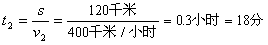 t₂ = s/v₂ = 120千米/400千米/小时 = 0.3小时 = 18分